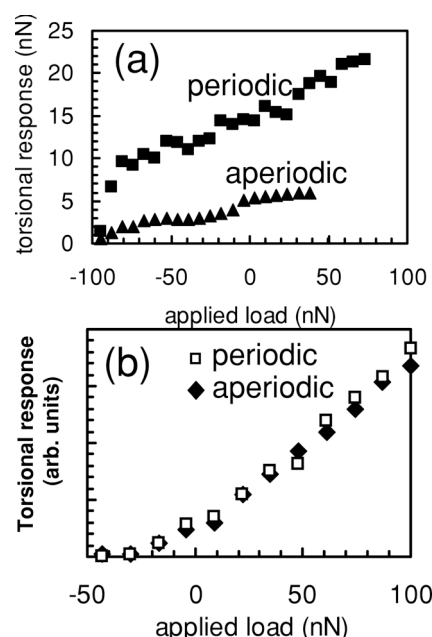 25
20
15
10
5
0
torsional response (nN)
(a)
periodic
aperiodic
-100 -50 0 50 100
applied load (nN)
(b)
periodic
aperiodic
Torsional response
(arb. units)
-50 0 50 100
applied load (nN)